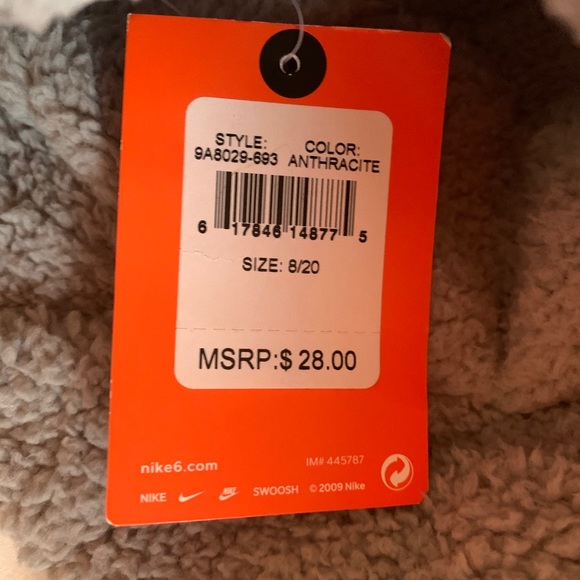 STYLE: COLOR:
9A8029-693 ANTHRACITE
6 17846 14877 5
SIZE: 8/20
MSRP:$ 28.00
nike6.com IM# 445787
NIKE SWOOSH © 2009 Nike